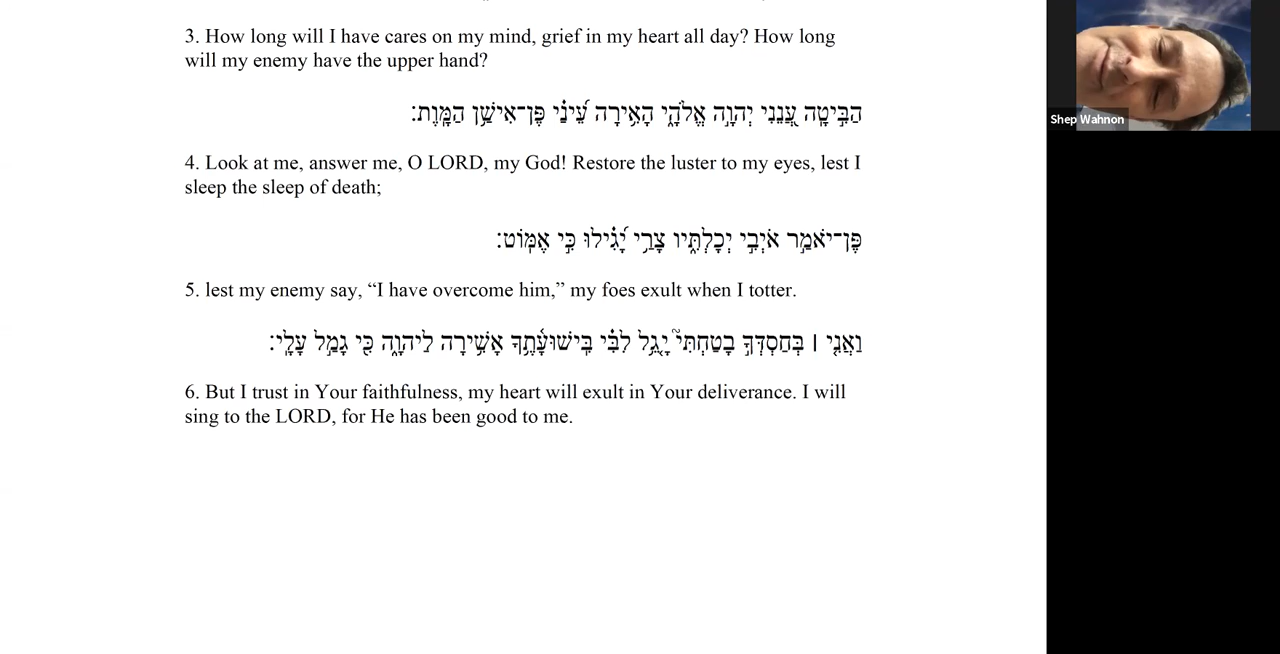 3. How long will I have cares on my mind, grief in my heart all day? How long
will my enemy have the upper hand?
הַבִּ֣יטָֽה עֲ֭נֵנִי יְהוָ֣ה אֱלֹהָ֑י הָאִ֥ירָה עֵ֝ינַ֗י פֶּן־אִישַׁ֥ן הַמָּֽוֶת׃
4. Look at me, answer me, O LORD, my God! Restore the luster to my eyes, lest I
sleep the sleep of death;
פֶּן־יֹאמַ֣ר אֹיְבִ֣י יְכָלְתִּ֑יו צָרַ֥י יָ֝גִ֗ילוּ כִּ֣י אֶמּֽוֹט׃
5. lest my enemy say, “I have overcome him,” my foes exult when I totter.
וַאֲנִ֤י ׀ בְּחַסְדְּךָ֣ בָטַחְתִּי֮ יָ֤גֵ֥ל לִבִּ֗י בִּֽישׁוּעָ֫תֶ֥ךָ אָשִׁ֥ירָה לַיהוָ֑ה כִּ֖י גָמַ֣ל עָלָֽי׃
6. But I trust in Your faithfulness, my heart will exult in Your deliverance. I will
sing to the LORD, for He has been good to me.
Shep Wahnon